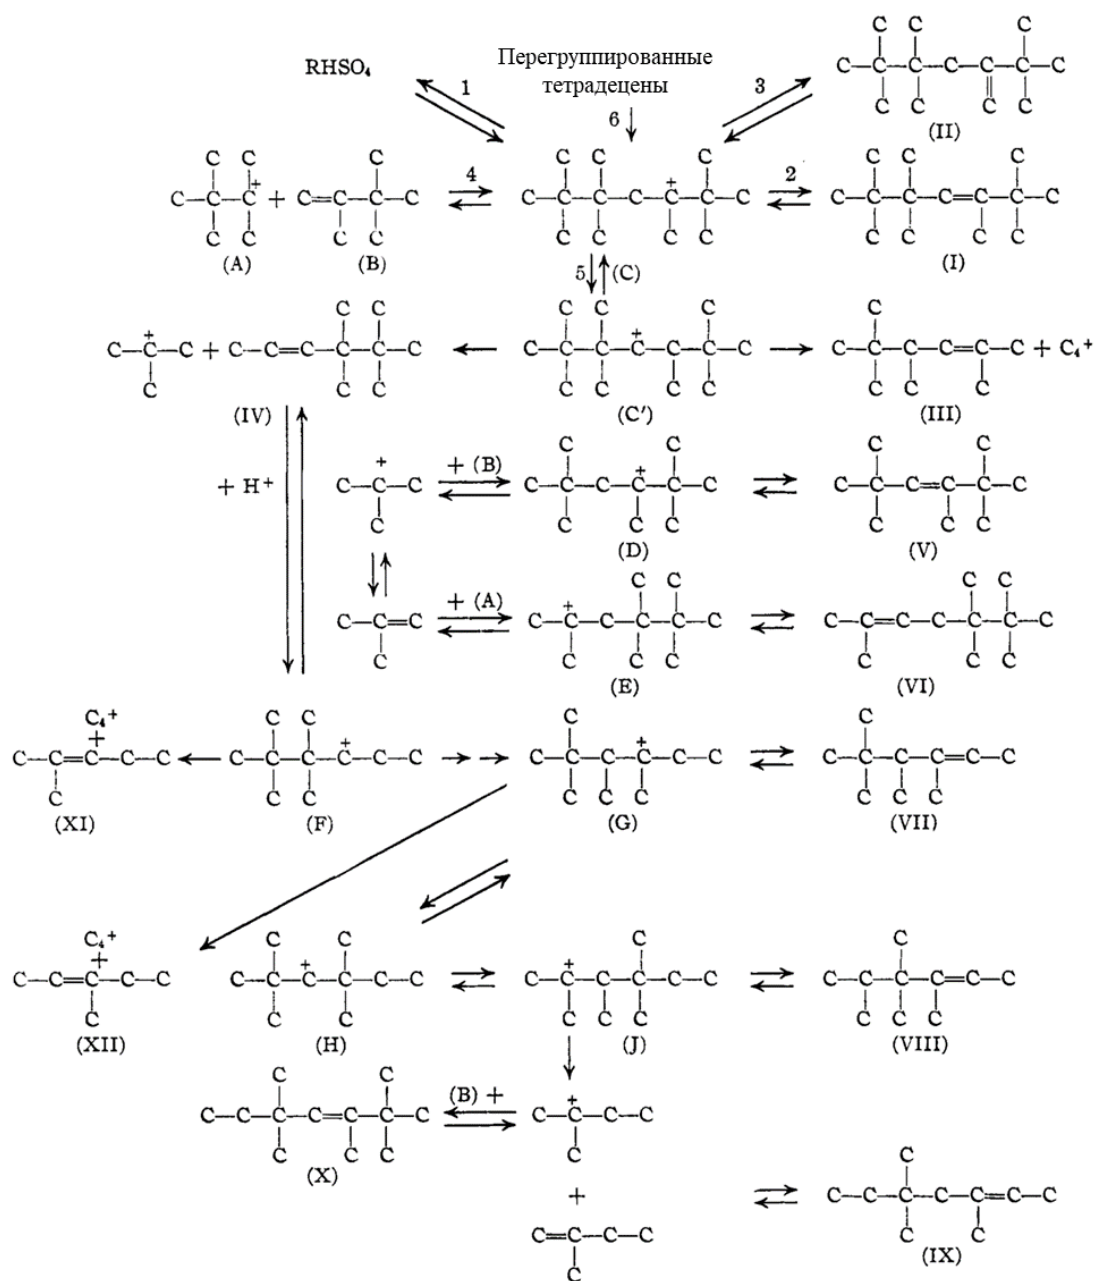 RHSO₄
Перегруппированные
тетрадецены
1
3
6
(II)
4
2
+
(A)
(B)
(I)
5
(C)
+
+ C₄⁺
(IV)
(C′)
(III)
+ H⁺
+ (B)
(D)
(V)
+ (A)
(E)
(VI)
C₄⁺
+
(XI)
(F)
(G)
(VII)
C₄⁺
+
(XII)
(H)
(J)
(VIII)
(B) +
(X)
+
(IX)